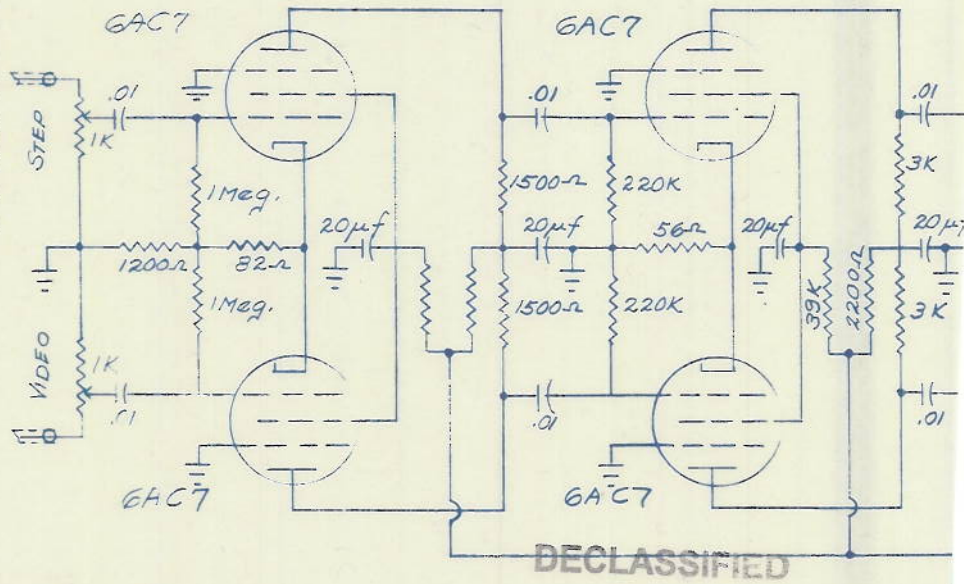 6AC7
6AC7
STEP
.01
1K
.01
.01
1Meg.
1500Ω
220K
3K
20µf
20µf
56Ω
20µf
20µf
1200Ω
82Ω
1Meg.
1500Ω
220K
39K
2200Ω
3K
VIDEO
1K
.01
.01
.01
6AC7
6AC7
DECLASSIFIED